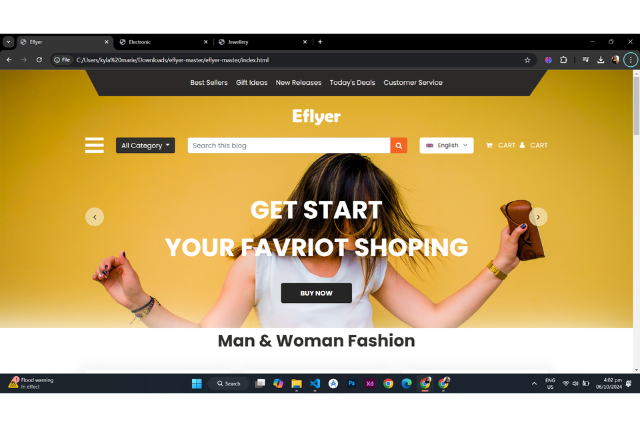 Eflyer
Electronic
Jewellery
File C:/Users/kyla%20marie/Downloads/eflyer-master/eflyer-master/index.html
Best Sellers Gift Ideas New Releases Today's Deals Customer Service
Eflyer
All Category Search this blog English CART CART
GET START
YOUR FAVRIOT SHOPING
BUY NOW
Man & Woman Fashion
Flood warning
In effect
Search
ENG
US
4:02 pm
06/10/2024